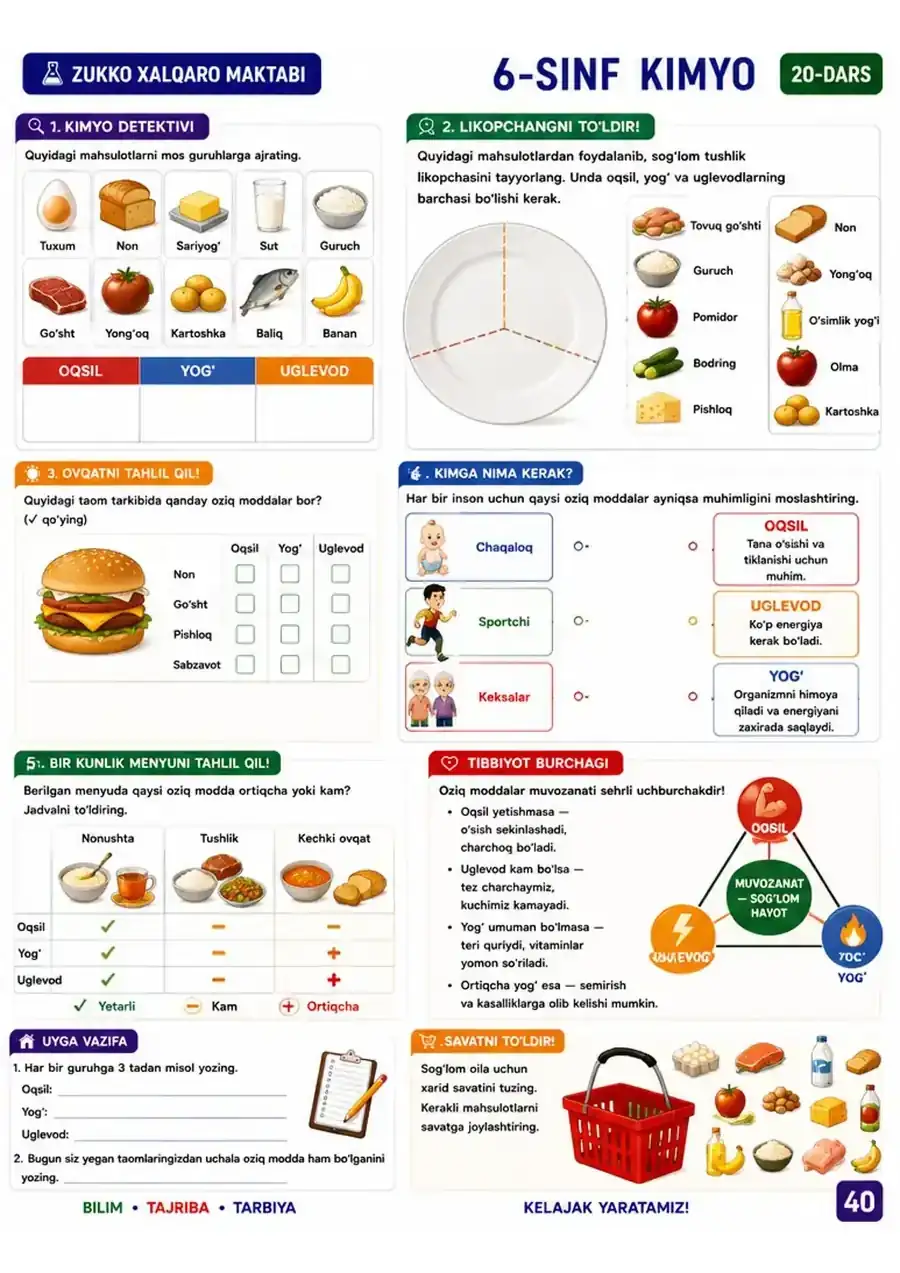 ZUKKO XALQARO MAKTABI
6-SINF KIMYO
20-DARS
1. KIMYO DETEKTIVI
Quyidagi mahsulotlarni mos guruhlarga ajrating.
Tuxum Non Sariyog' Sut Guruch
Go'sht Yong'oq Kartoshka Baliq Banan
OQSIL YOG' UGLEVOD
2. LIKOPCHANGNI TO'LDIR!
Quyidagi mahsulotlardan foydalanib, sog'lom tushlik
likopchasini tayyorlang. Unda oqsil, yog' va uglevodlarning
barchasi bo'lishi kerak.
Tovuq go'shti Non
Guruch Yong'oq
Pomidor O'simlik yog'i
Bodring Olma
Pishloq Kartoshka
3. OVQATNI TAHLIL QIL!
Quyidagi taom tarkibida qanday oziq moddalar bor?
(✓ qo'ying)
Oqsil Yog' Uglevod
Non
Go'sht
Pishloq
Sabzavot
. KIMGA NIMA KERAK?
Har bir inson uchun qaysi oziq moddalar ayniqsa muhimligini moslashtiring.
Chaqaloq
Sportchi
Keksalar
OQSIL
Tana o'sishi va
tiklanishi uchun
muhim.
UGLEVOD
Ko'p energiya
kerak bo'ladi.
YOG'
Organizmni himoya
qiladi va energiyani
zaxirada saqlaydi.
5. BIR KUNLIK MENYUNI TAHLIL QIL!
Berilgan menyuda qaysi oziq modda ortiqcha yoki kam?
Jadvalni to'ldiring.
Nonushta Tushlik Kechki ovqat
Oqsil ✓ − −
Yog' ✓ − +
Uglevod ✓ − +
✓ Yetarli − Kam + Ortiqcha
TIBBIYOT BURCHAGI
Oziq moddalar muvozanati sehrli uchburchakdir!
• Oqsil yetishmasa —
o'sish sekinlashadi,
charchoq bo'ladi.
• Uglevod kam bo'lsa —
tez charchaymiz,
kuchimiz kamayadi.
• Yog' umuman bo'lmasa —
teri quriydi, vitaminlar
yomon so'riladi.
• Ortiqcha yog' esa — semirish
va kasalliklarga olib kelishi mumkin.
OQSIL
MUVOZANAT
— SOG'LOM
HAYOT
YOG'
UYGA VAZIFA
1. Har bir guruhga 3 tadan misol yozing.
Oqsil:
Yog':
Uglevod:
2. Bugun siz yegan taomlaringizdan uchala oziq modda ham bo'lganini
yozing.
.SAVATNI TO'LDIR!
Sog'lom oila uchun
xarid savatini tuzing.
Kerakli mahsulotlarni
savatga joylashtiring.
BILIM • TAJRIBA • TARBIYA
KELAJAK YARATAMIZ!
40